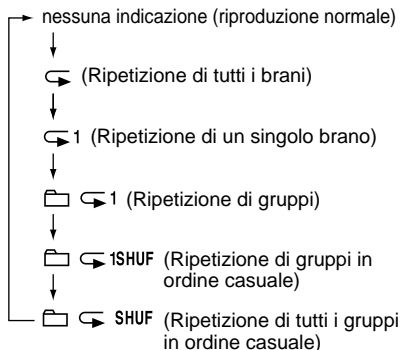 nessuna indicazione (riproduzione normale)
(Ripetizione di tutti i brani)
1 (Ripetizione di un singolo brano)
1 (Ripetizione di gruppi)
1SHUF (Ripetizione di gruppi in
ordine casuale)
SHUF (Ripetizione di tutti i gruppi
in ordine casuale)